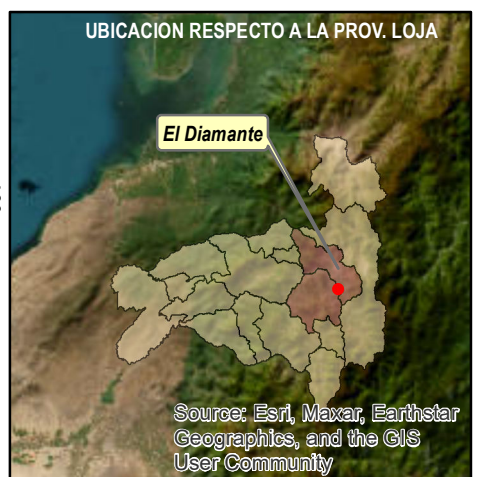 UBICACION RESPECTO A LA PROV. LOJA
El Diamante
Source: Esri, Maxar, Earthstar
Geographics, and the GIS
User Community